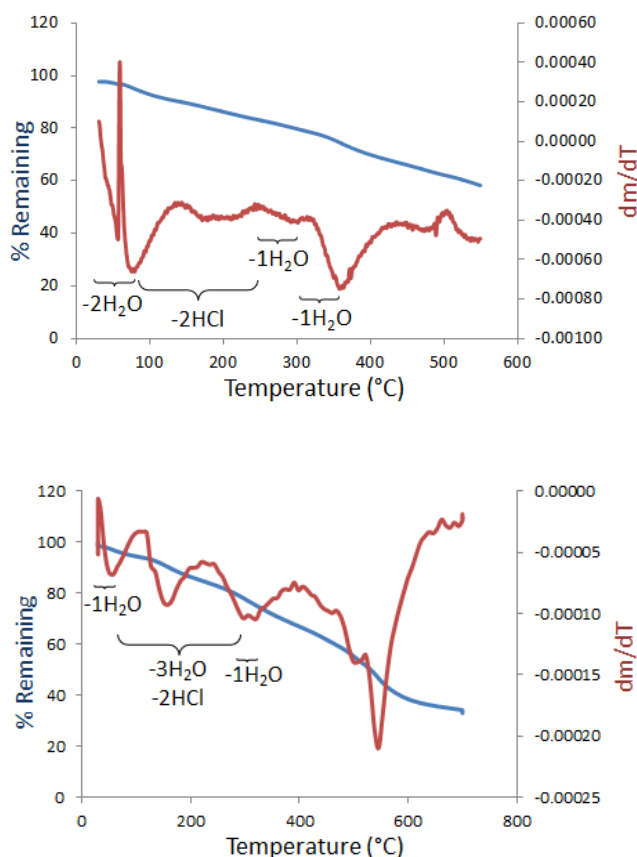 120
100
80
60
40
20
0
% Remaining
0.00060
0.00040
0.00020
0.00000
-0.00020
-0.00040
-0.00060
-0.00080
-0.00100
dm/dT
-1H₂O
-2H₂O
-2HCl
-1H₂O
0 100 200 300 400 500 600
Temperature (°C)
120
100
80
60
40
20
0
% Remaining
0.00000
-0.00005
-0.00010
-0.00015
-0.00020
-0.00025
dm/dT
-1H₂O
-3H₂O
-2HCl
-1H₂O
0 200 400 600 800
Temperature (°C)